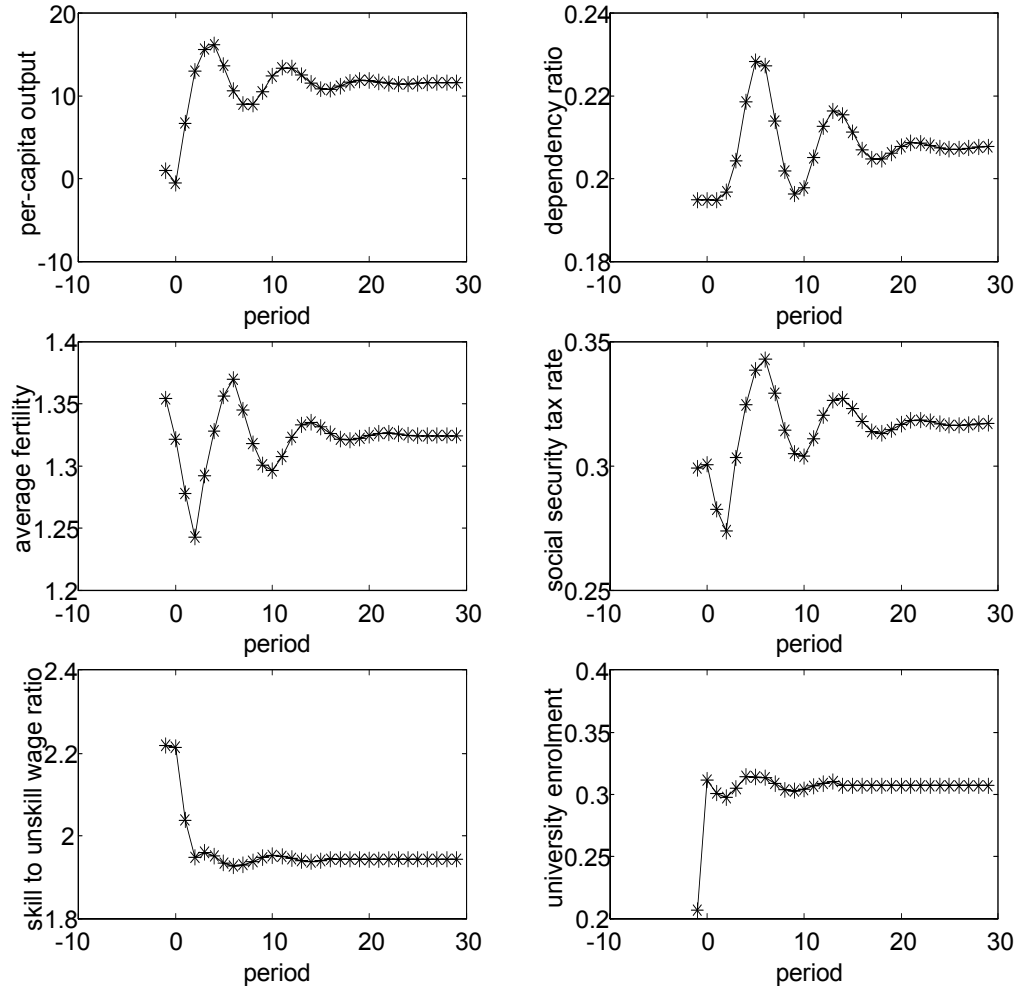 per-capita output
20
10
0
-10
-10 0 10 20 30
period
dependency ratio
0.24
0.22
0.2
0.18
-10 0 10 20 30
period
average fertility
1.4
1.35
1.3
1.25
1.2
-10 0 10 20 30
period
social security tax rate
0.35
0.3
0.25
-10 0 10 20 30
period
skill to unskill wage ratio
2.4
2.2
2
1.8
-10 0 10 20 30
period
university enrolment
0.4
0.35
0.3
0.25
0.2
-10 0 10 20 30
period